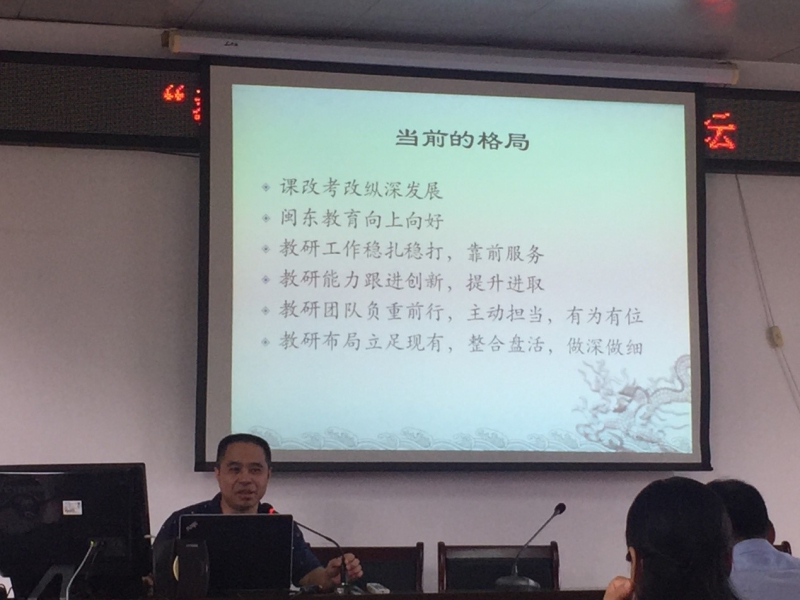 “
坛
当前的格局
课改考改纵深发展
闽东教育向上向好
教研工作稳扎稳打，靠前服务
教研能力跟进创新，提升进取
教研团队负重前行，主动担当，有为有位
教研布局立足现有，整合盘活，做深做细